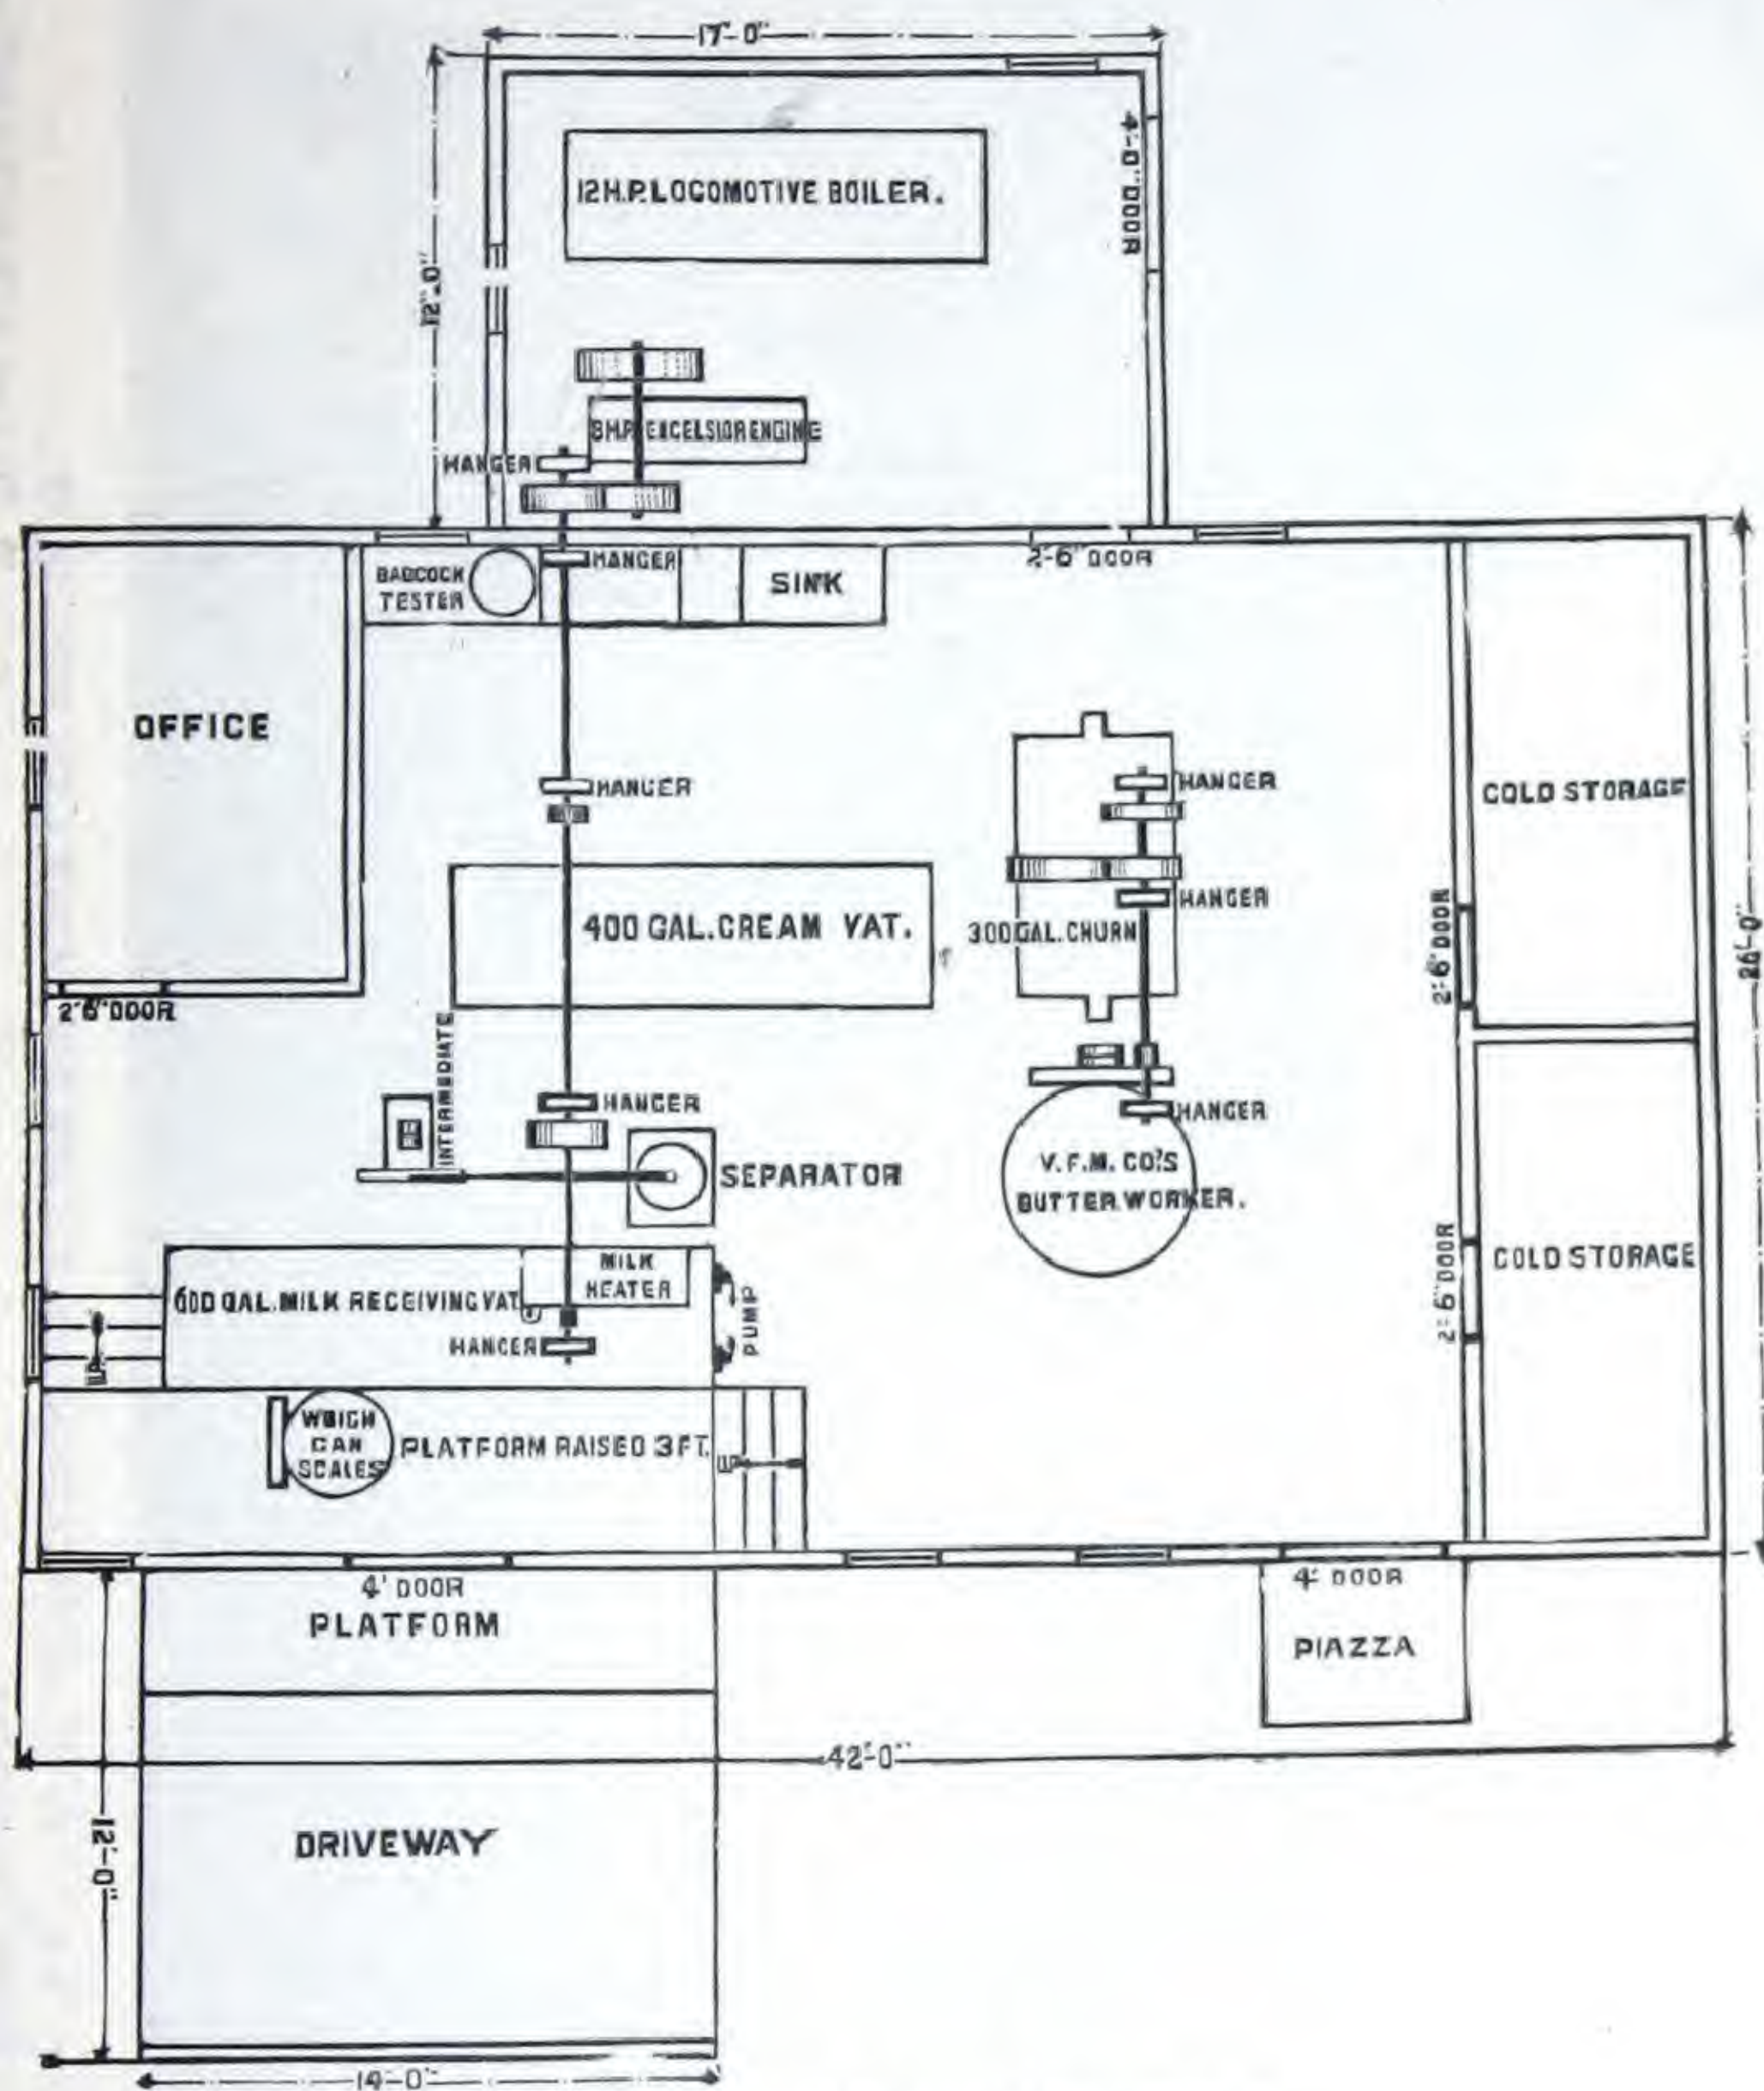 17'-0"
12 H.P. LOCOMOTIVE BOILER.
4'-0" DOOR
12'-0"
8 H.P. EXCELSIOR ENGINE
HANGER
HANGER
BABCOCK
TESTER
SINK
2'-6" DOOR
OFFICE
HANGER
HANGER
COLD STORAGE
HANGER
400 GAL. CREAM VAT.
300 GAL. CHURN
2'-6" DOOR
26'-0"
2'6" DOOR
INTERMEDIATE
HANGER
HANGER
SEPARATOR
V. F. M. CO'S
BUTTER WORKER.
2'-6" DOOR
COLD STORAGE
MILK
HEATER
600 GAL. MILK RECEIVING VAT.
PUMP
HANGER
UP
WEIGH
CAN
SCALES
PLATFORM RAISED 3 FT.
UP
4' DOOR
PLATFORM
4' DOOR
PIAZZA
42'-0"
DRIVEWAY
12'-0"
14'-0"